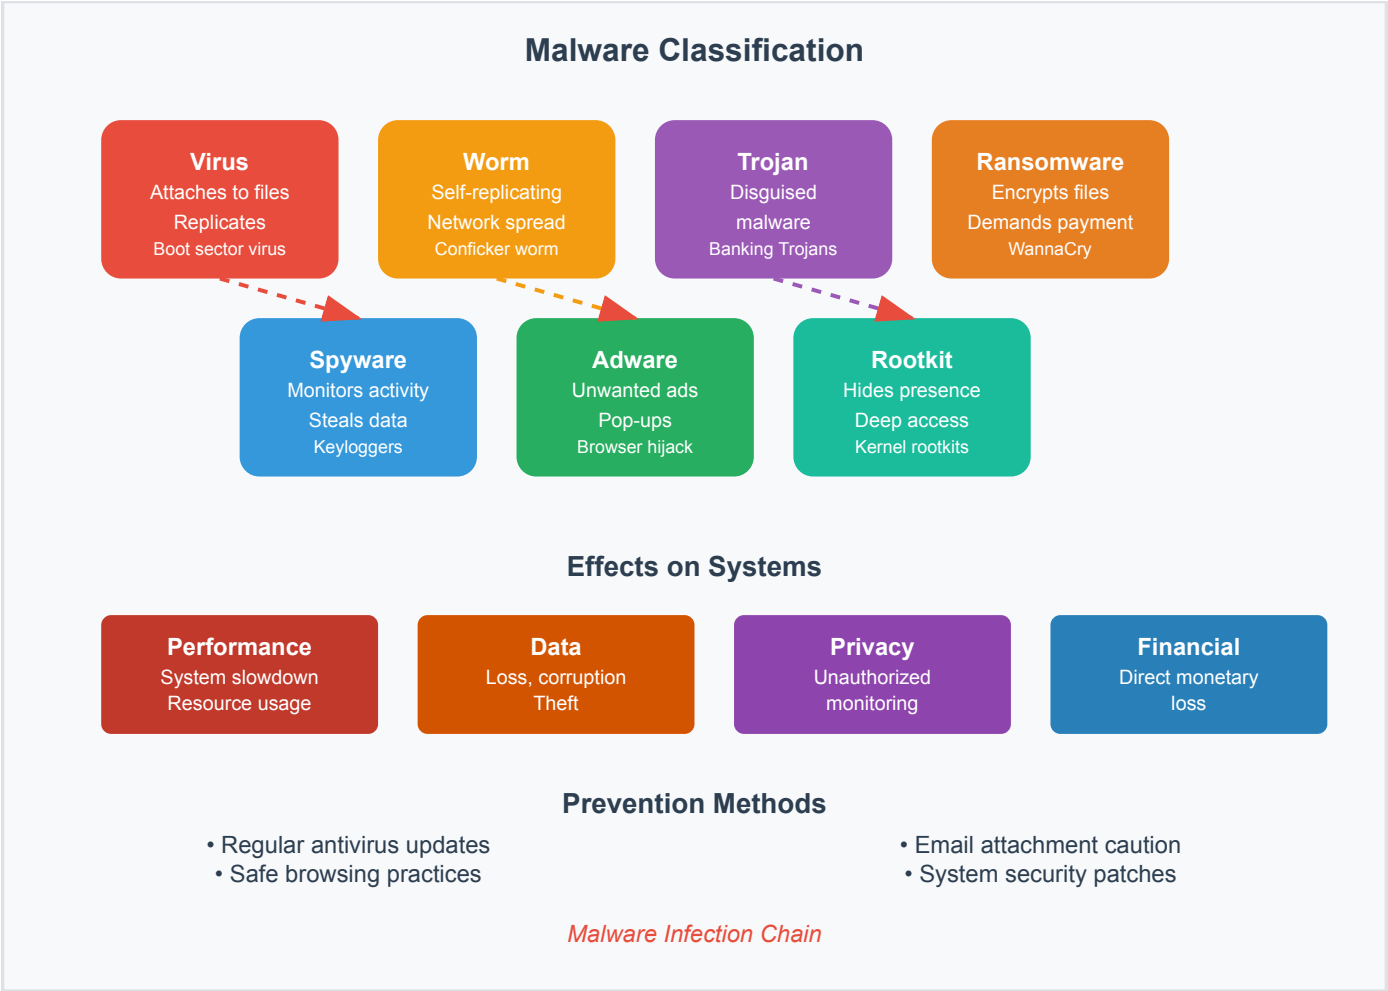 Malware Classification
Virus
Attaches to files
Replicates
Boot sector virus
Worm
Self-replicating
Network spread
Conficker worm
Trojan
Disguised
malware
Banking Trojans
Ransomware
Encrypts files
Demands payment
WannaCry
Spyware
Monitors activity
Steals data
Keyloggers
Adware
Unwanted ads
Pop-ups
Browser hijack
Rootkit
Hides presence
Deep access
Kernel rootkits
Effects on Systems
Performance
System slowdown
Resource usage
Data
Loss, corruption
Theft
Privacy
Unauthorized
monitoring
Financial
Direct monetary
loss
Prevention Methods
• Regular antivirus updates
• Safe browsing practices
• Email attachment caution
• System security patches
Malware Infection Chain